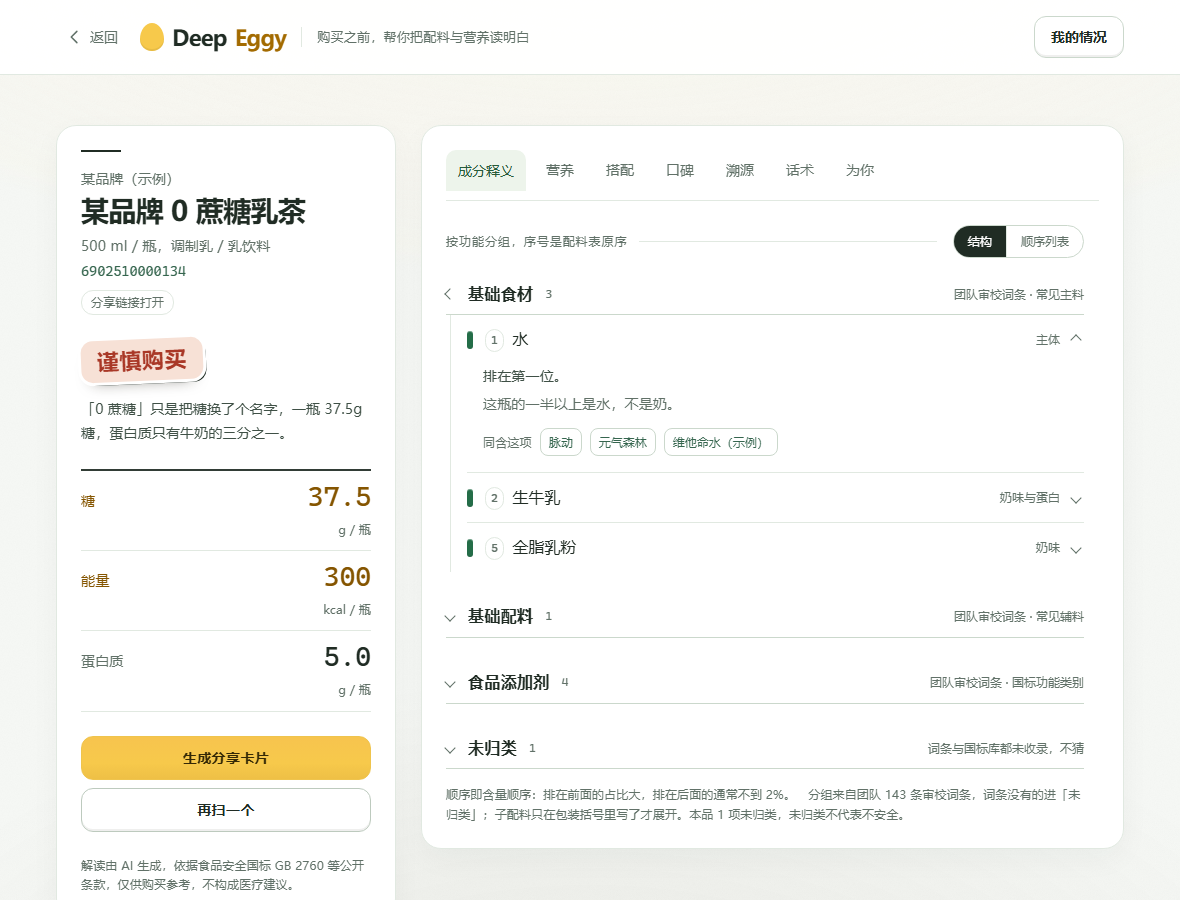 返回
Deep Eggy
购买之前，帮你把配料与营养读明白
我的情况
某品牌（示例）
某品牌 0 蔗糖乳茶
500 ml / 瓶，调制乳 / 乳饮料
6902510000134
分享链接打开
谨慎购买
「0 蔗糖」只是把糖换了个名字，一瓶 37.5g
糖，蛋白质只有牛奶的三分之一。
糖
37.5
g / 瓶
能量
300
kcal / 瓶
蛋白质
5.0
g / 瓶
生成分享卡片
再扫一个
解读由 AI 生成，依据食品安全国标 GB 2760 等公开
条款，仅供购买参考，不构成医疗建议。
成分释义
营养
搭配
口碑
溯源
话术
为你
按功能分组，序号是配料表原序
结构
顺序列表
基础食材 3
团队审校词条 · 常见主料
1 水
主体
排在第一位。
这瓶的一半以上是水，不是奶。
同含这项 脉动 元气森林 维他命水（示例）
2 生牛乳
奶味与蛋白
5 全脂乳粉
奶味
基础配料 1
团队审校词条 · 常见辅料
食品添加剂 4
团队审校词条 · 国标功能类别
未归类 1
词条与国标库都未收录，不猜
顺序即含量顺序：排在前面的占比大，排在后面的通常不到 2%。 分组来自团队 143 条审校词条，词条没有的进「未
归类」；子配料只在包装括号里写了才展开。本品 1 项未归类，未归类不代表不安全。